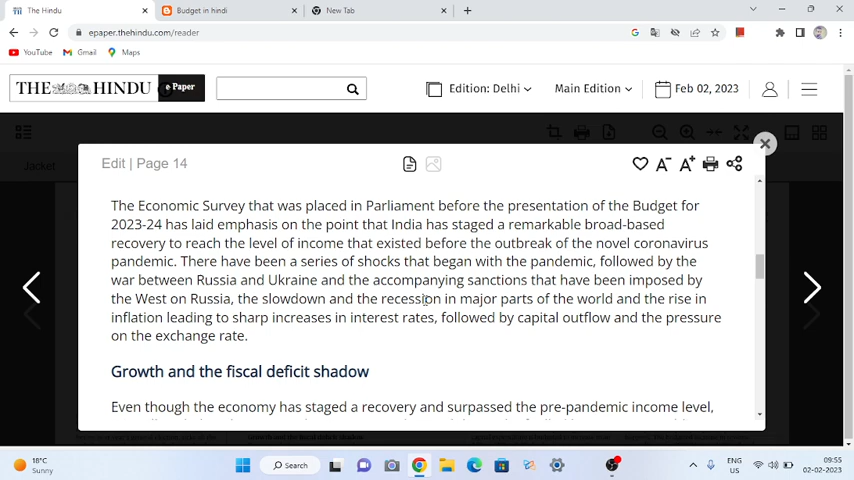 The Hindu
Budget in hindi
New Tab
epaper.thehindu.com/reader
YouTube
Gmail
Maps
THE HINDU
e Paper
Edition: Delhi
Main Edition
Feb 02, 2023
Jacket
Edit | Page 14
A-
A+
The Economic Survey that was placed in Parliament before the presentation of the Budget for
2023-24 has laid emphasis on the point that India has staged a remarkable broad-based
recovery to reach the level of income that existed before the outbreak of the novel coronavirus
pandemic. There have been a series of shocks that began with the pandemic, followed by the
war between Russia and Ukraine and the accompanying sanctions that have been imposed by
the West on Russia, the slowdown and the recession in major parts of the world and the rise in
inflation leading to sharp increases in interest rates, followed by capital outflow and the pressure
on the exchange rate.
Growth and the fiscal deficit shadow
Even though the economy has staged a recovery and surpassed the pre-pandemic income level,
18°C
Sunny
Search
ENG
US
09:55
02-02-2023